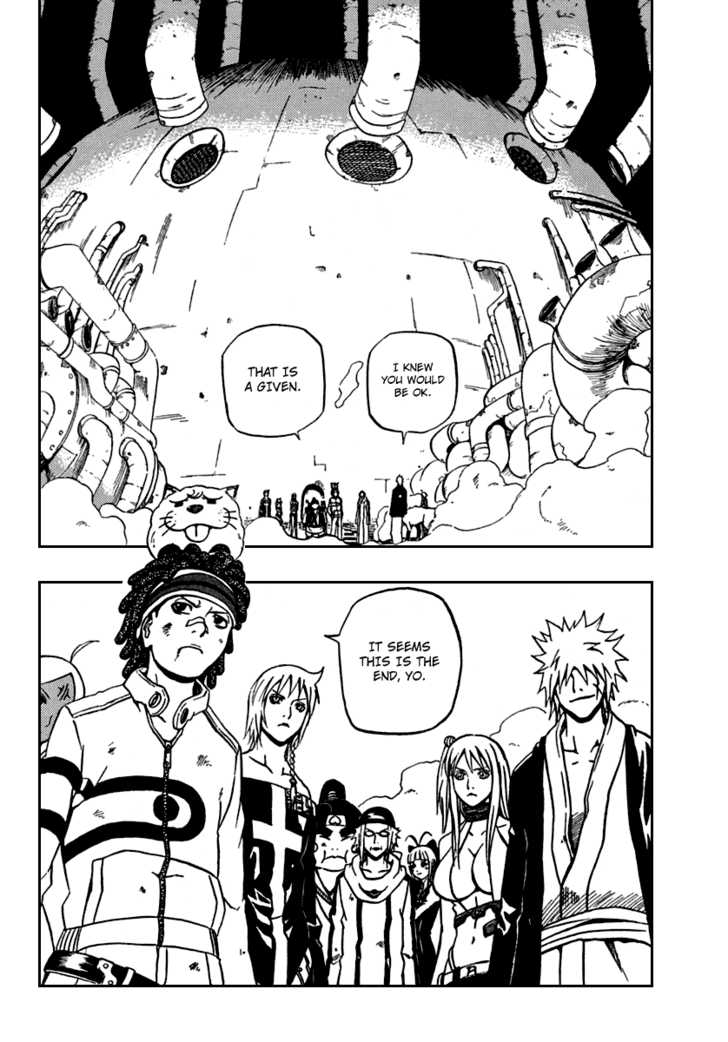 I KNEW
YOU WOULD
BE OK.
THAT IS
A GIVEN.
IT SEEMS
THIS IS THE
END, YO.